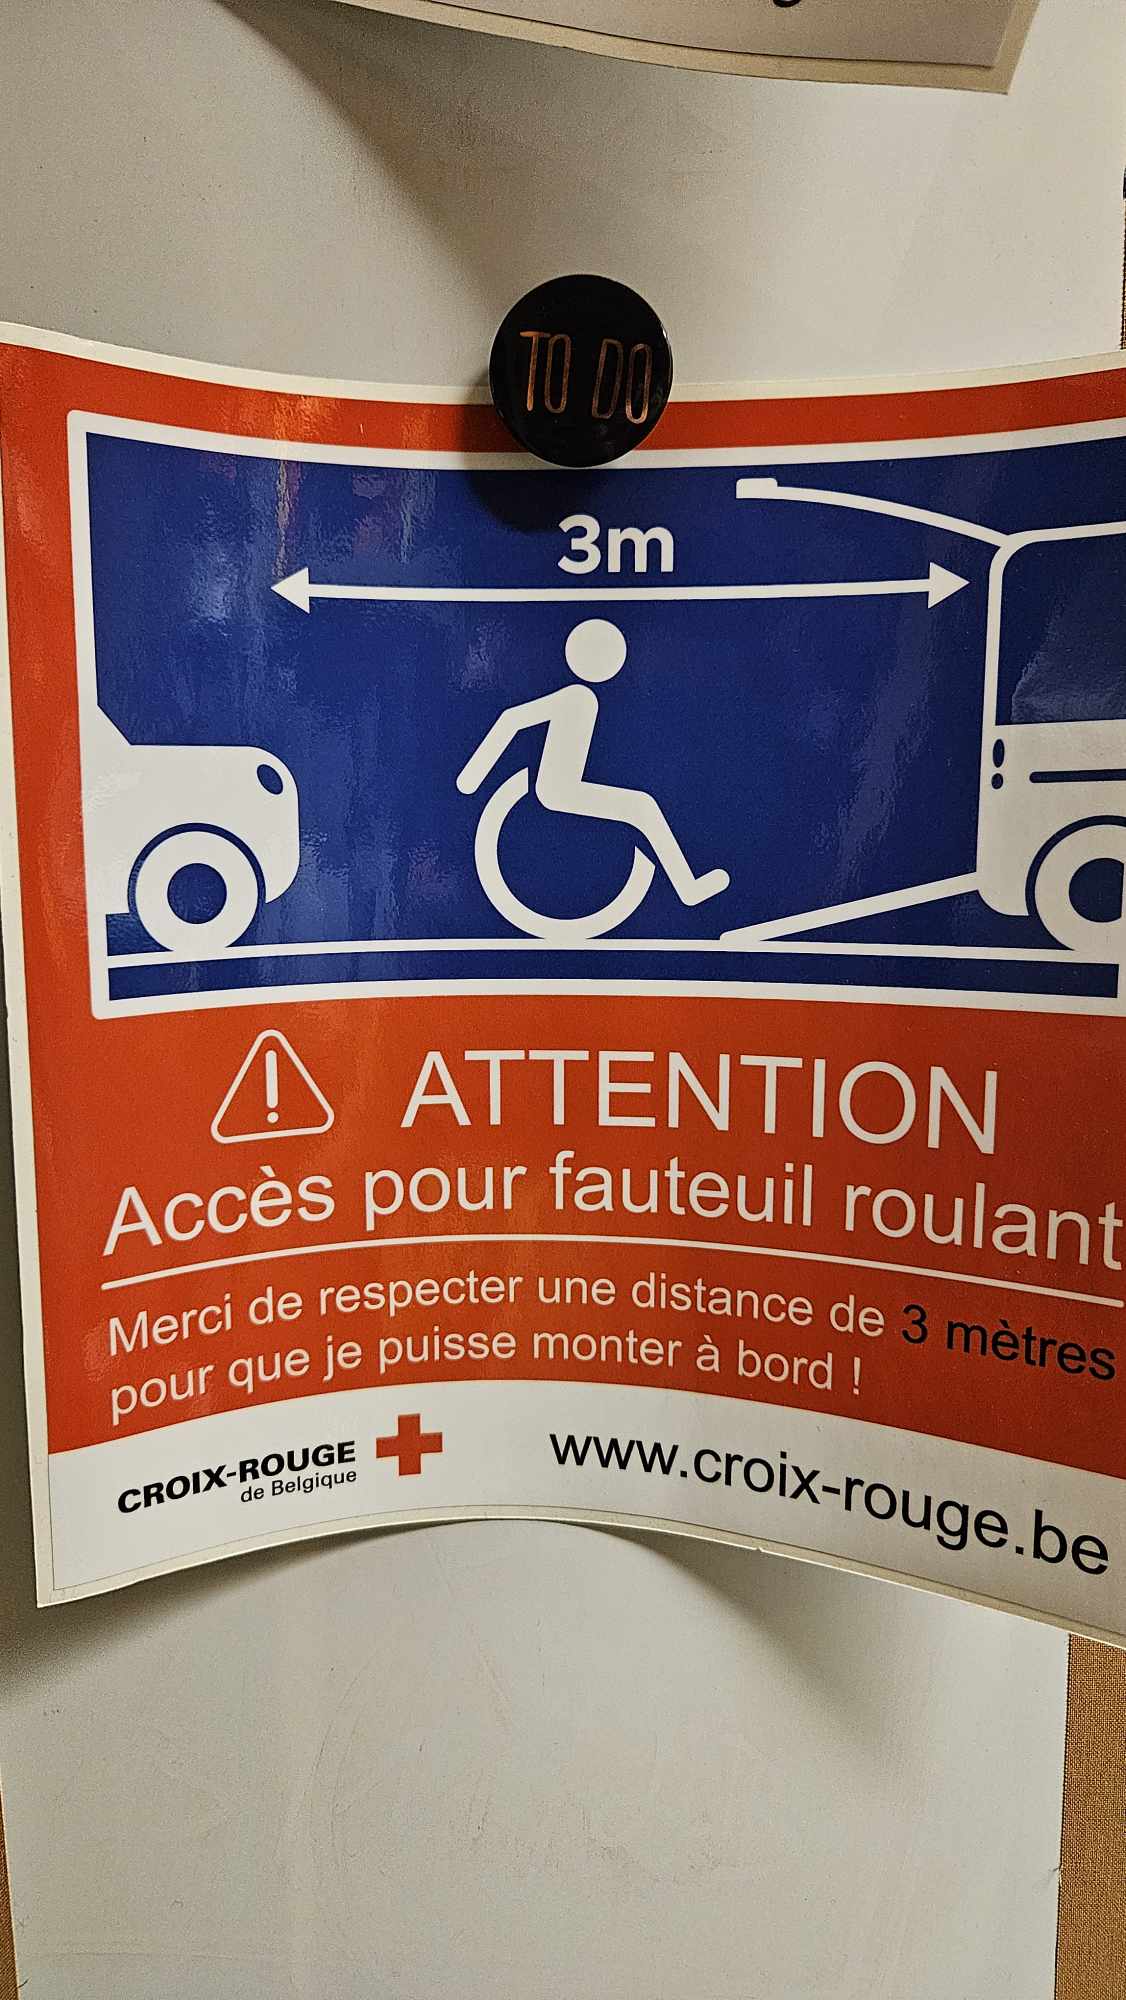 TO DO
3m
ATTENTION
Accès pour fauteuil roulant
Merci de respecter une distance de 3 mètres
pour que je puisse monter à bord !
CROIX-ROUGE
de Belgique
www.croix-rouge.be